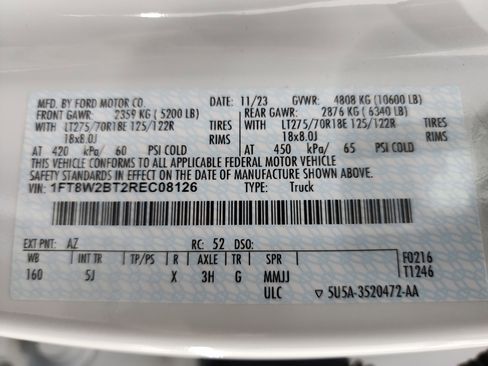 MFD. BY FORD MOTOR CO. DATE: 11/23 GVWR: 4808 KG (10600 LB)
FRONT GAWR: 2359 KG ( 5200 LB) REAR GAWR: 2876 KG ( 6340 LB)
WITH LT275/70R18E 125/122R TIRES WITH LT275/70R18E 125/122R TIRES
18x8.0J RIMS 18x8.0J RIMS
AT 420 kPa/ 60 PSI COLD AT 450 kPa/ 65 PSI COLD
THIS VEHICLE CONFORMS TO ALL APPLICABLE FEDERAL MOTOR VEHICLE
SAFETY STANDARDS IN EFFECT ON THE DATE OF MANUFACTURE SHOWN ABOVE.
VIN: 1FT8W2BT2REC08126 TYPE: Truck
EXT PNT: AZ RC: 52 DSO:
WB INT TR TP/PS R AXLE TR SPR F0216
160 5J X 3H G MMJJ T1246
ULC ▽ 5U5A-3520472-AA